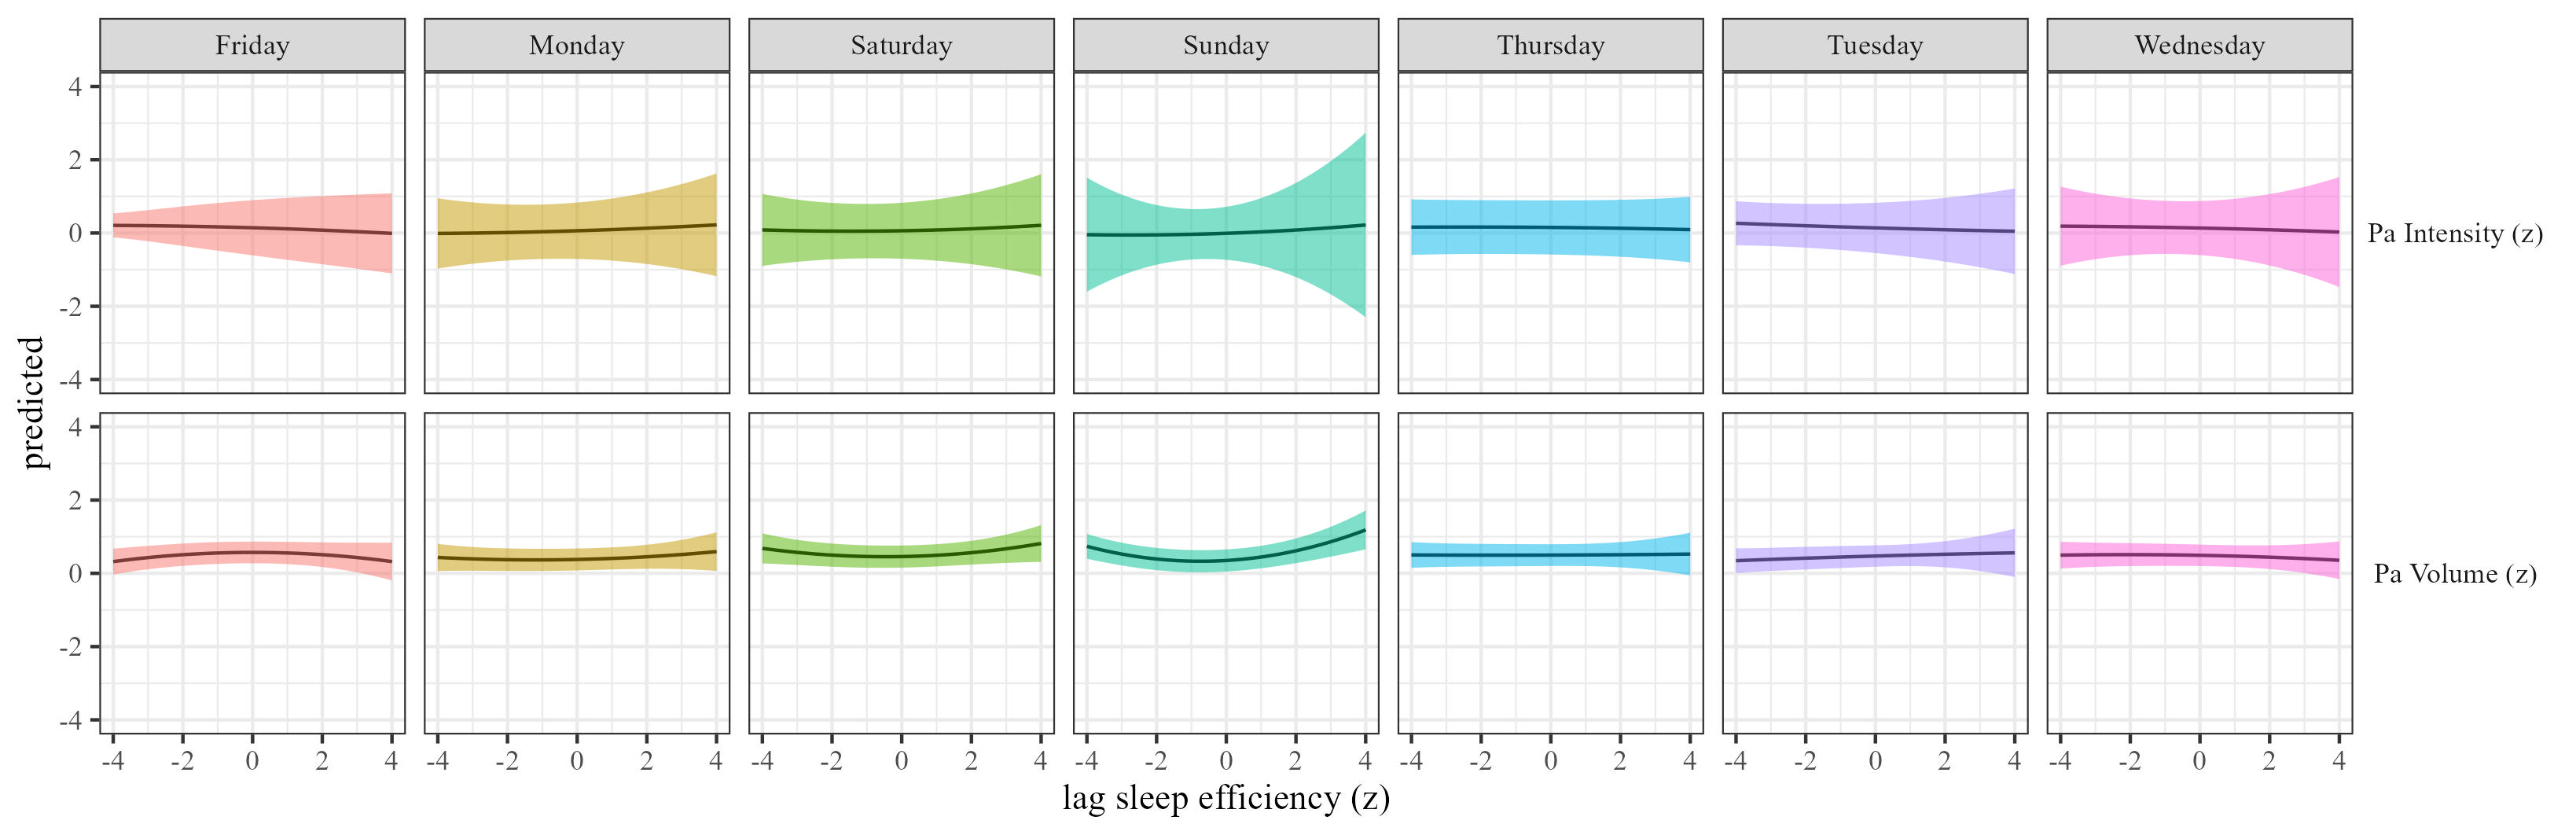 Friday Monday Saturday Sunday Thursday Tuesday Wednesday
4
2
0
-2
-4
Pa Intensity (z)
predicted
4
2
0
-2
-4
Pa Volume (z)
-4 -2 0 2 4 -4 -2 0 2 4 -4 -2 0 2 4 -4 -2 0 2 4 -4 -2 0 2 4 -4 -2 0 2 4 -4 -2 0 2 4
lag sleep efficiency (z)